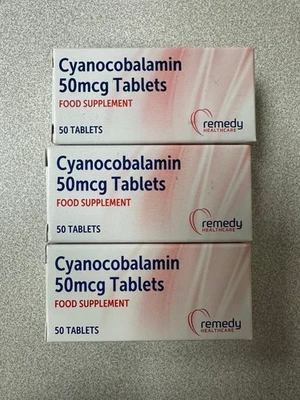 Cyanocobalamin
50mcg Tablets
FOOD SUPPLEMENT
50 TABLETS
remedy
HEALTHCARE
Cyanocobalamin
50mcg Tablets
FOOD SUPPLEMENT
50 TABLETS
remedy
HEALTHCARE
Cyanocobalamin
50mcg Tablets
FOOD SUPPLEMENT
50 TABLETS
remedy
HEALTHCARE